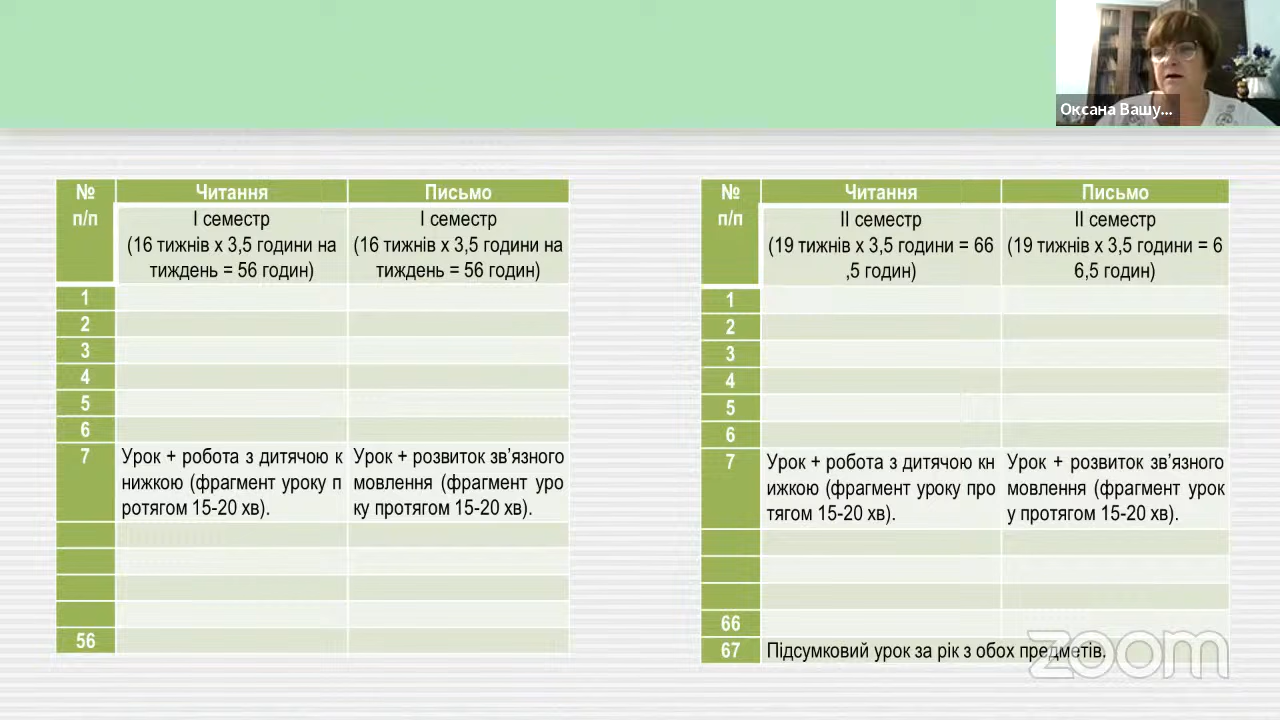 Оксана Вашу...
№ Читання Письмо
п/п І семестр І семестр
(16 тижнів х 3,5 години на (16 тижнів х 3,5 години на
тиждень = 56 годин) тиждень = 56 годин)
1
2
3
4
5
6
7 Урок + робота з дитячою к Урок + розвиток зв’язного
нижкою (фрагмент уроку п мовлення (фрагмент уро
ротягом 15-20 хв). ку протягом 15-20 хв).
56
№ Читання Письмо
п/п ІІ семестр ІІ семестр
(19 тижнів х 3,5 години = 66 (19 тижнів х 3,5 години = 6
,5 годин) 6,5 годин)
1
2
3
4
5
6
7 Урок + робота з дитячою кн Урок + розвиток зв’язного
ижкою (фрагмент уроку про мовлення (фрагмент урок
тягом 15-20 хв). у протягом 15-20 хв).
66
67 Підсумковий урок за рік з обох предметів.
zoom